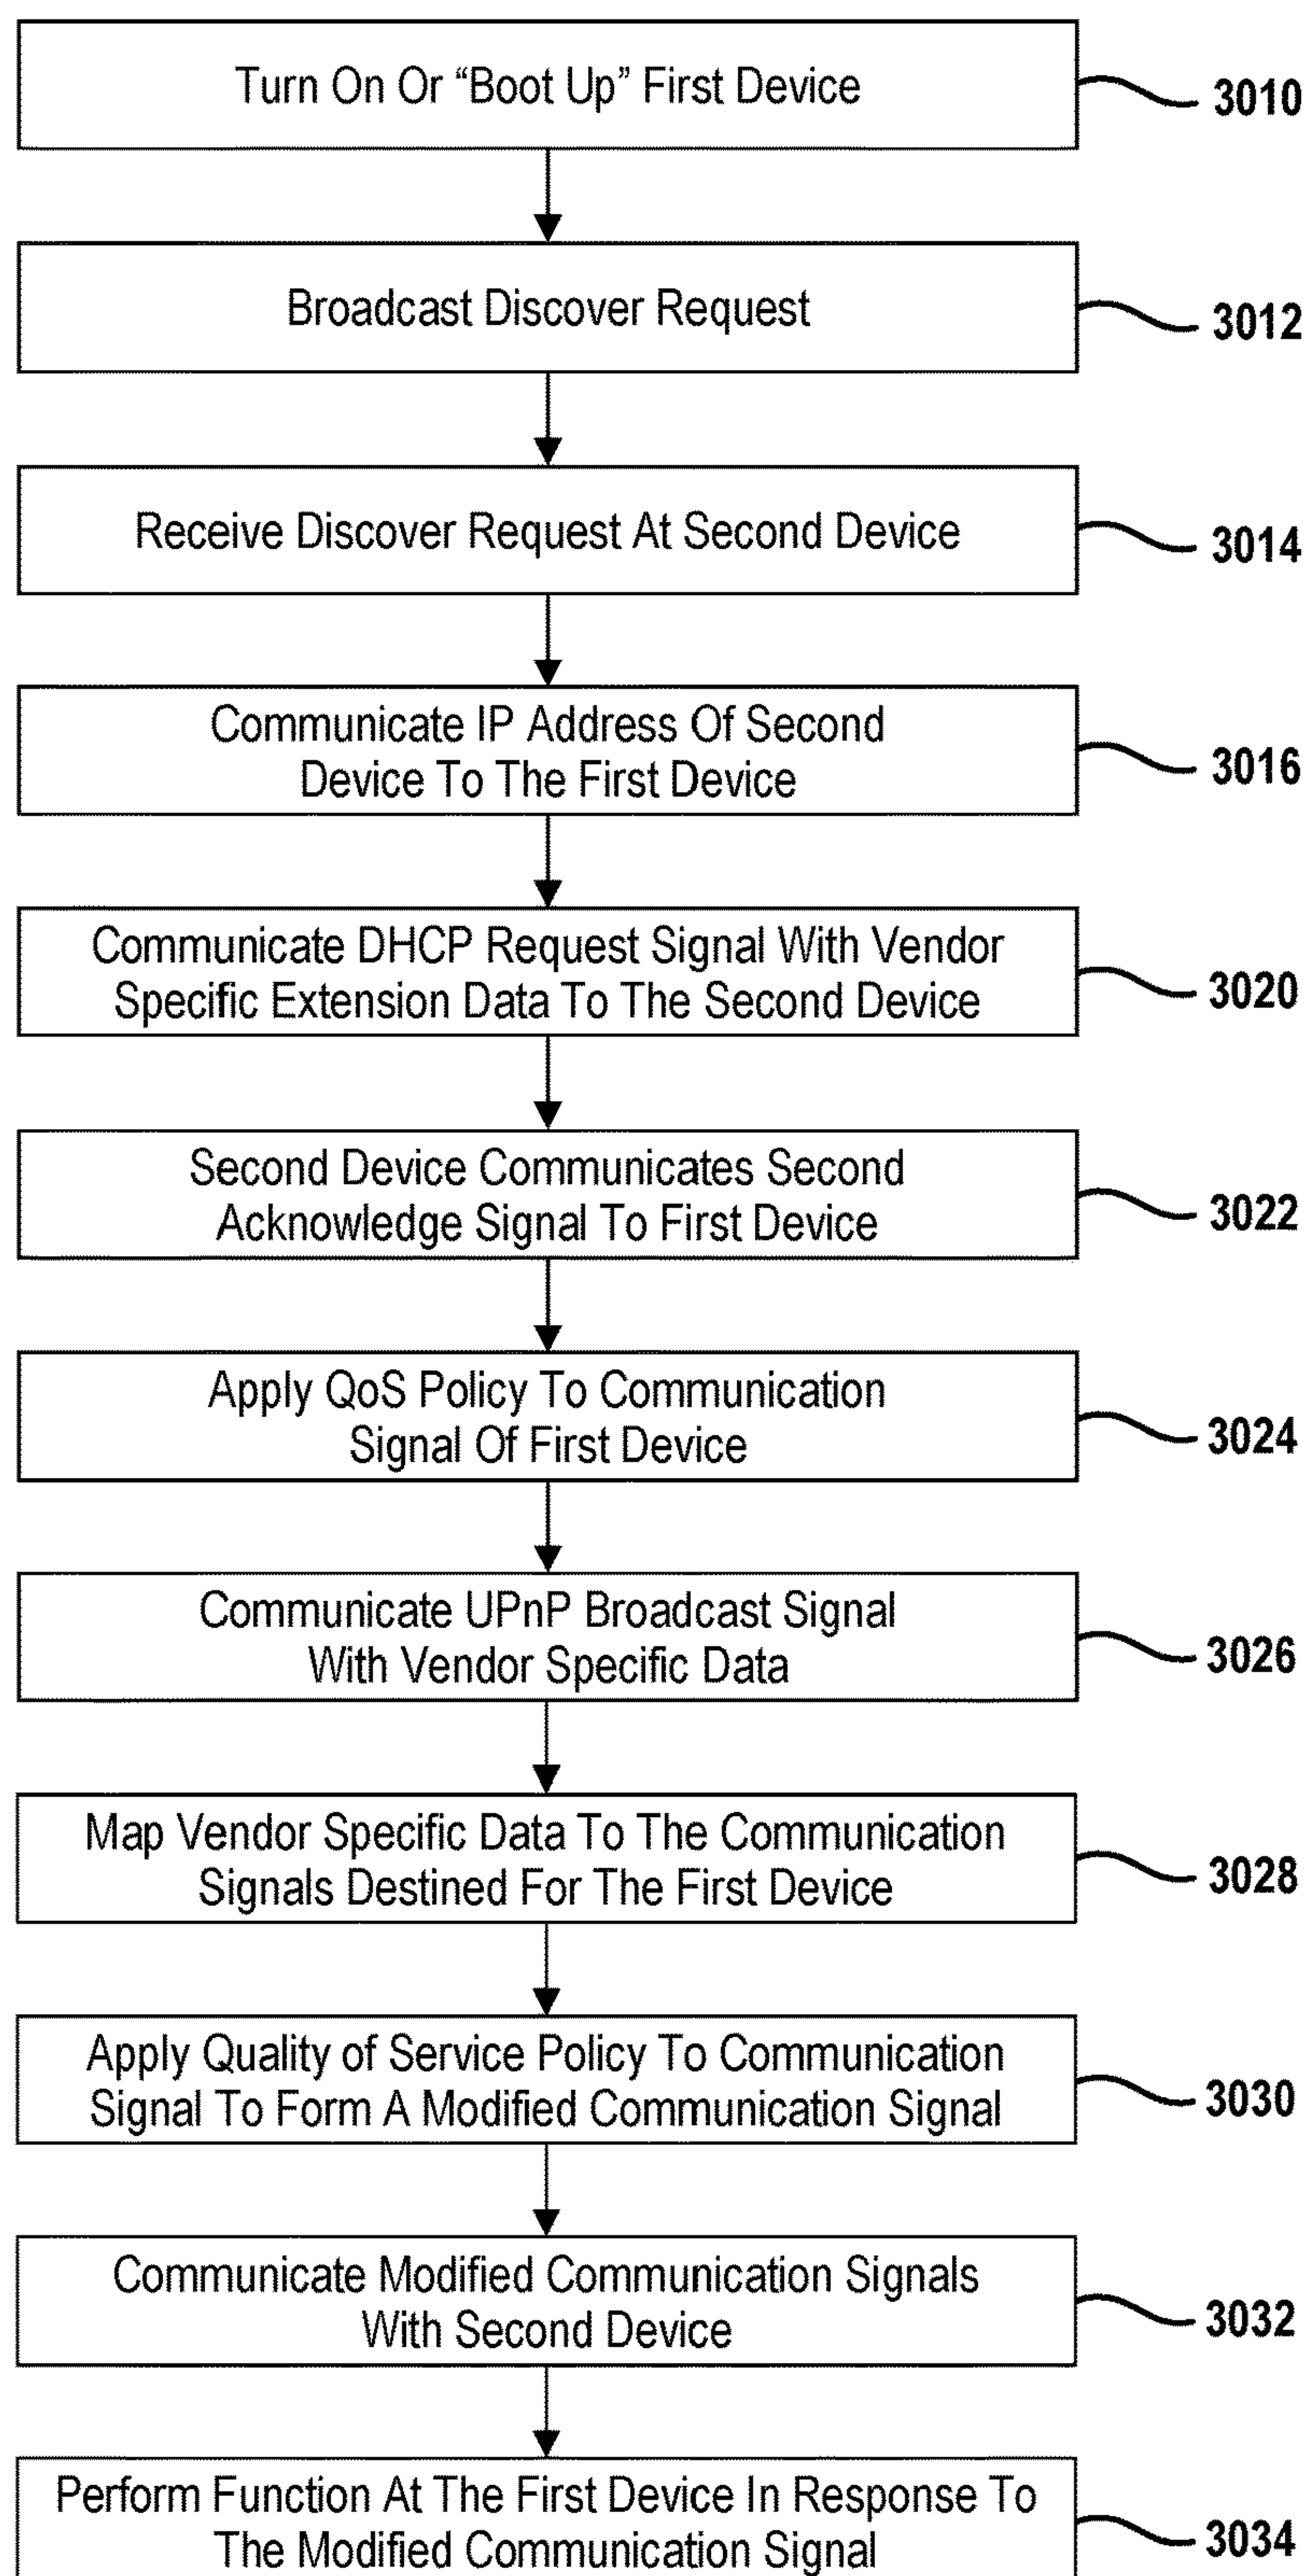 Turn On Or “Boot Up” First Device
3010
Broadcast Discover Request
3012
Receive Discover Request At Second Device
3014
Communicate IP Address Of Second
Device To The First Device
3016
Communicate DHCP Request Signal With Vendor
Specific Extension Data To The Second Device
3020
Second Device Communicates Second
Acknowledge Signal To First Device
3022
Apply QoS Policy To Communication
Signal Of First Device
3024
Communicate UPnP Broadcast Signal
With Vendor Specific Data
3026
Map Vendor Specific Data To The Communication
Signals Destined For The First Device
3028
Apply Quality of Service Policy To Communication
Signal To Form A Modified Communication Signal
3030
Communicate Modified Communication Signals
With Second Device
3032
Perform Function At The First Device In Response To
The Modified Communication Signal
3034